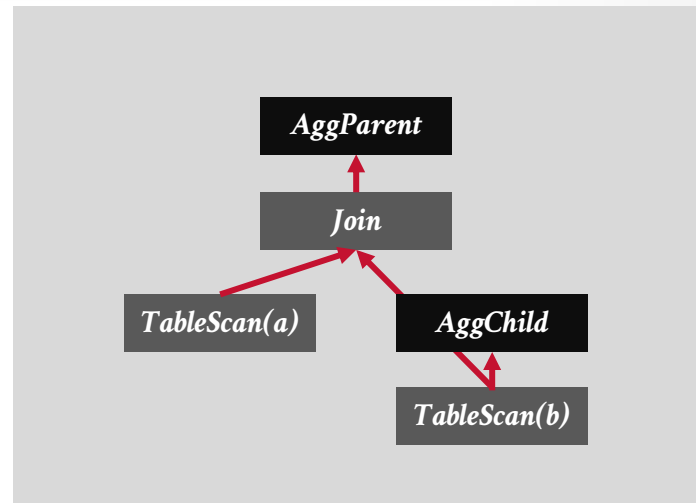 AggParent
Join
TableScan(a)
AggChild
TableScan(b)